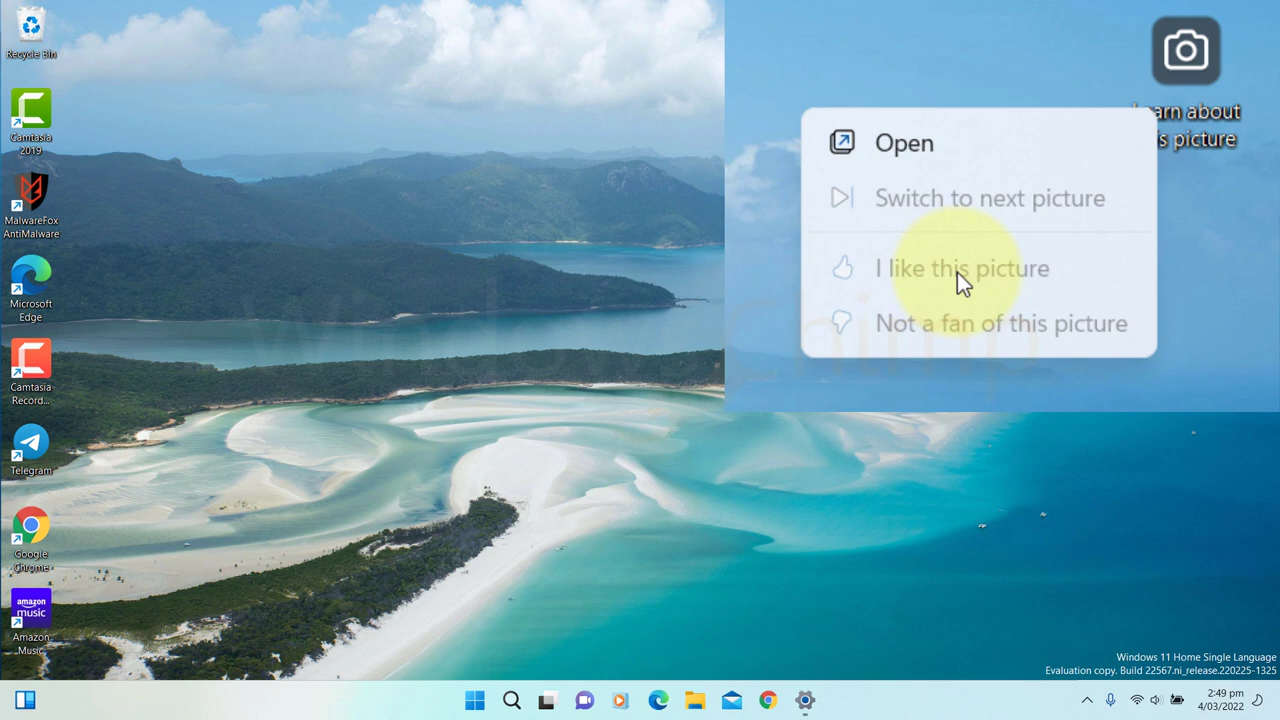 Recycle Bin
Camtasia
2019
MalwareFox
AntiMalware
Microsoft
Edge
Camtasia
Record...
Telegram
Google
Chrome
amazon
music
Amazon
Music
arn about
s picture
Open
Switch to next picture
I like this picture
Not a fan of this picture
Windows 11 Home Single Language
Evaluation copy. Build 22567.ni_release.220225-1325
2:49 pm
4/03/2022